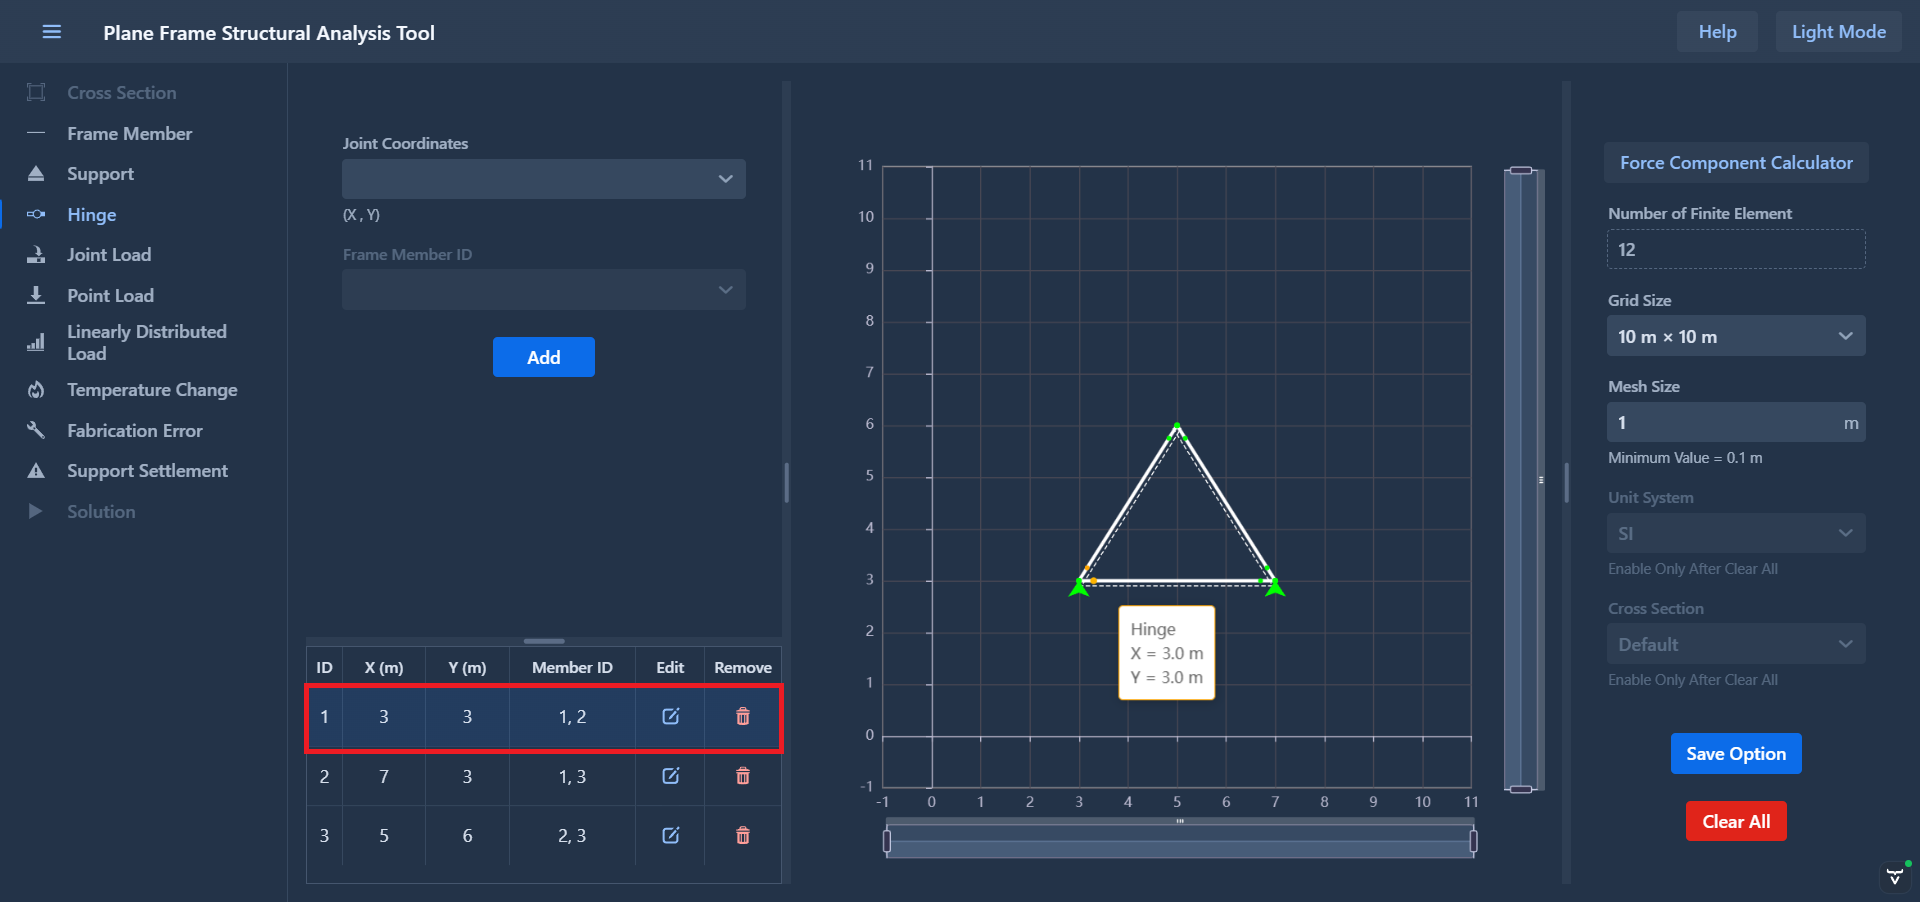 Plane Frame Structural Analysis Tool
Help
Light Mode
Cross Section
Frame Member
Support
Hinge
Joint Load
Point Load
Linearly Distributed
Load
Temperature Change
Fabrication Error
Support Settlement
Solution
Joint Coordinates
(X , Y)
Frame Member ID
Add
ID X (m) Y (m) Member ID Edit Remove
1 3 3 1, 2
2 7 3 1, 3
3 5 6 2, 3
11
10
9
8
7
6
5
4
3
2
1
0
-1
-1 0 1 2 3 4 5 6 7 8 9 10 11
Hinge
X = 3.0 m
Y = 3.0 m
Force Component Calculator
Number of Finite Element
12
Grid Size
10 m × 10 m
Mesh Size
1 m
Minimum Value = 0.1 m
Unit System
SI
Enable Only After Clear All
Cross Section
Default
Enable Only After Clear All
Save Option
Clear All